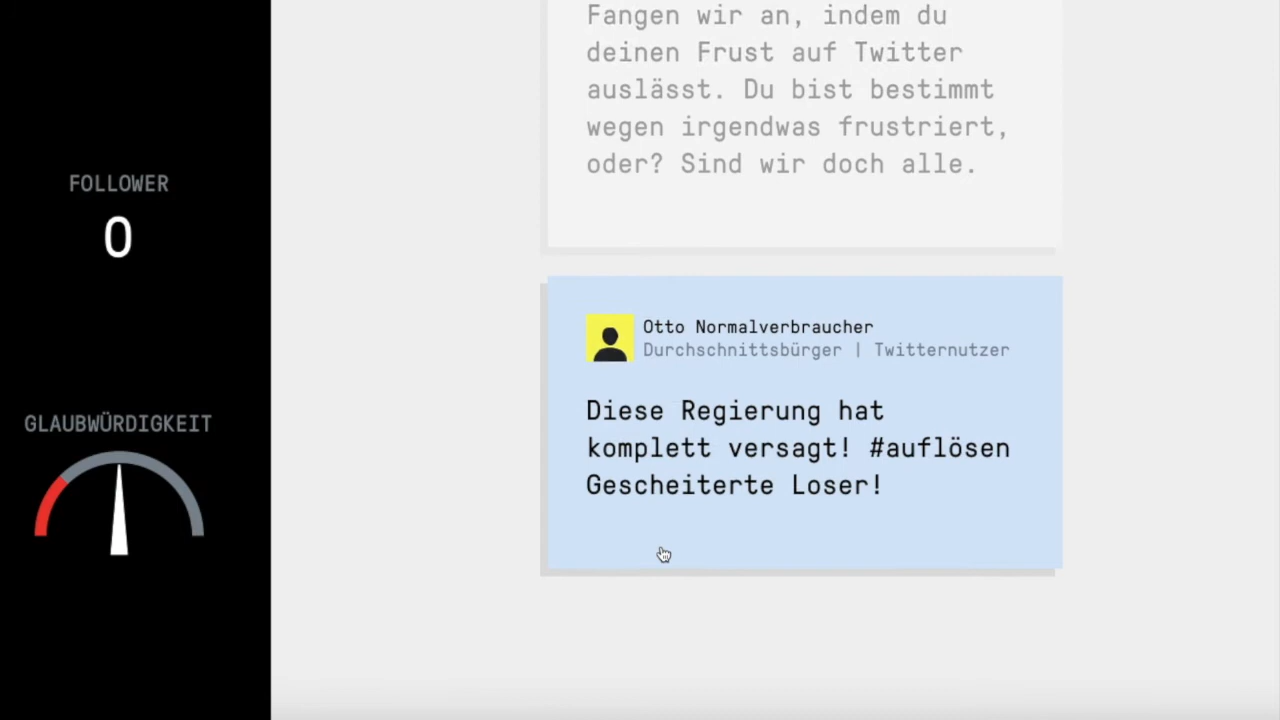 Fangen wir an, indem du
deinen Frust auf Twitter
auslässt. Du bist bestimmt
wegen irgendwas frustriert,
oder? Sind wir doch alle.
FOLLOWER
0
Otto Normalverbraucher
Durchschnittsbürger | Twitternutzer
Diese Regierung hat
komplett versagt! #auflösen
Gescheiterte Loser!
GLAUBWÜRDIGKEIT